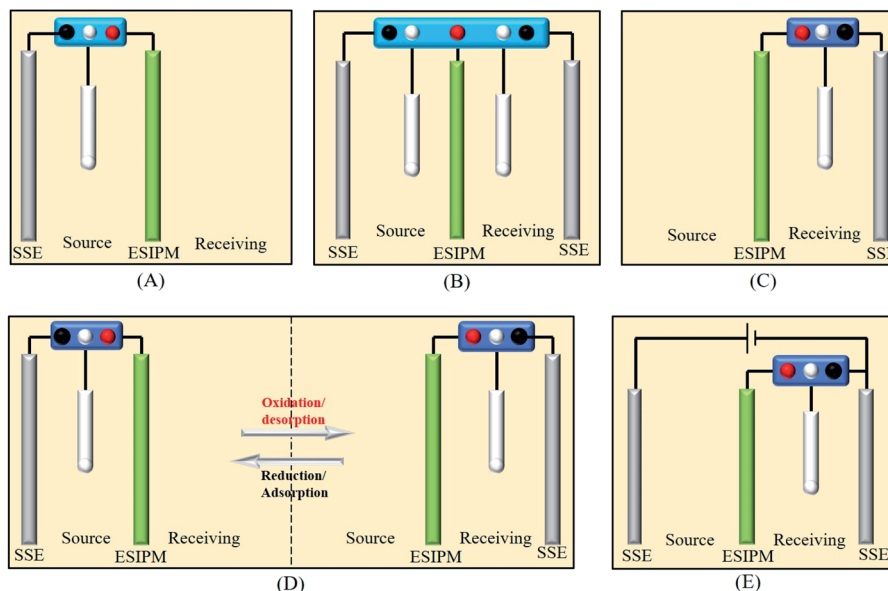 Source
Receiving
SSE
ESIPM
(A)
Source
Receiving
SSE
ESIPM
SSE
(B)
Source
Receiving
ESIPM
SSE
(C)
Oxidation/
desorption
Reduction/
Adsorption
Source
Receiving
SSE
ESIPM
Source
Receiving
ESIPM
SSE
(D)
Source
Receiving
SSE
ESIPM
SSE
(E)